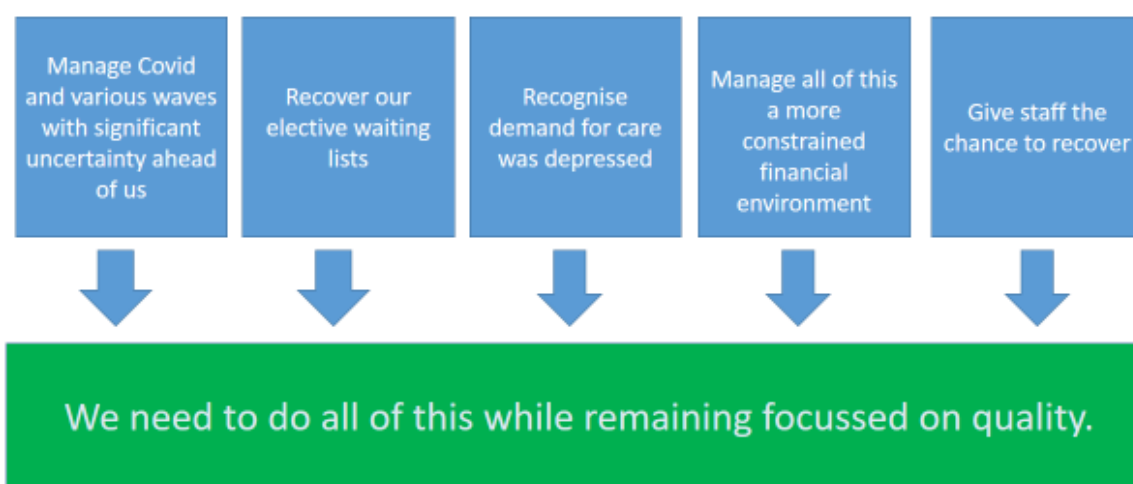 Manage Covid
and various waves
with significant
uncertainty ahead
of us
Recover our
elective waiting
lists
Recognise
demand for care
was depressed
Manage all of this
a more
constrained
financial
environment
Give staff the
chance to recover
We need to do all of this while remaining focussed on quality.